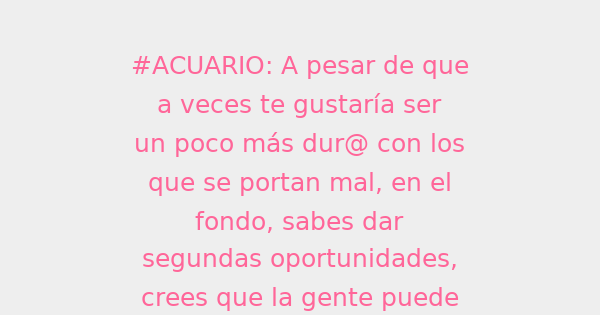 #ACUARIO: A pesar de que
a veces te gustaría ser
un poco más dur@ con los
que se portan mal, en el
fondo, sabes dar
segundas oportunidades,
crees que la gente puede